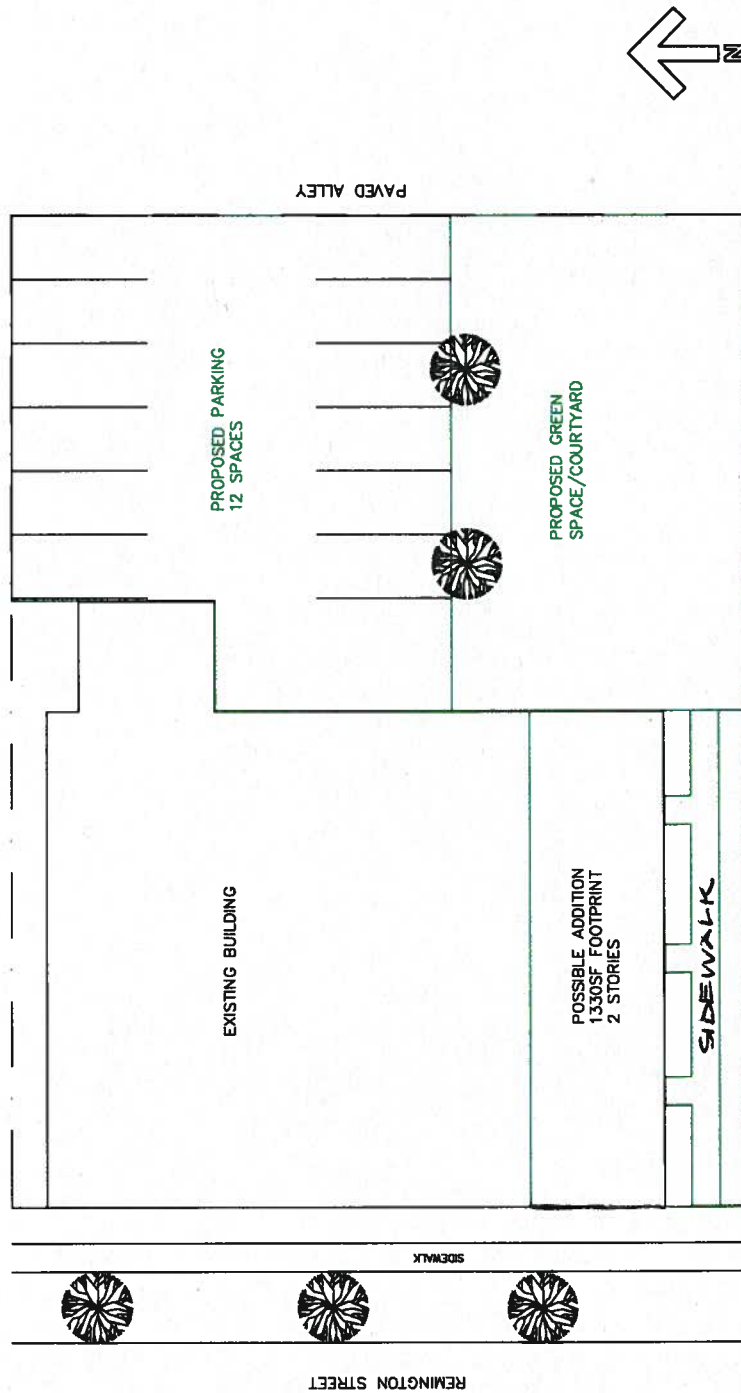 PAVED ALLEY
N
PROPOSED PARKING
12 SPACES
PROPOSED GREEN
SPACE/COURTYARD
EXISTING BUILDING
POSSIBLE ADDITION
1330SF FOOTPRINT
2 STORIES
SIDEWALK
SIDEWALK
REMINGTON STREET